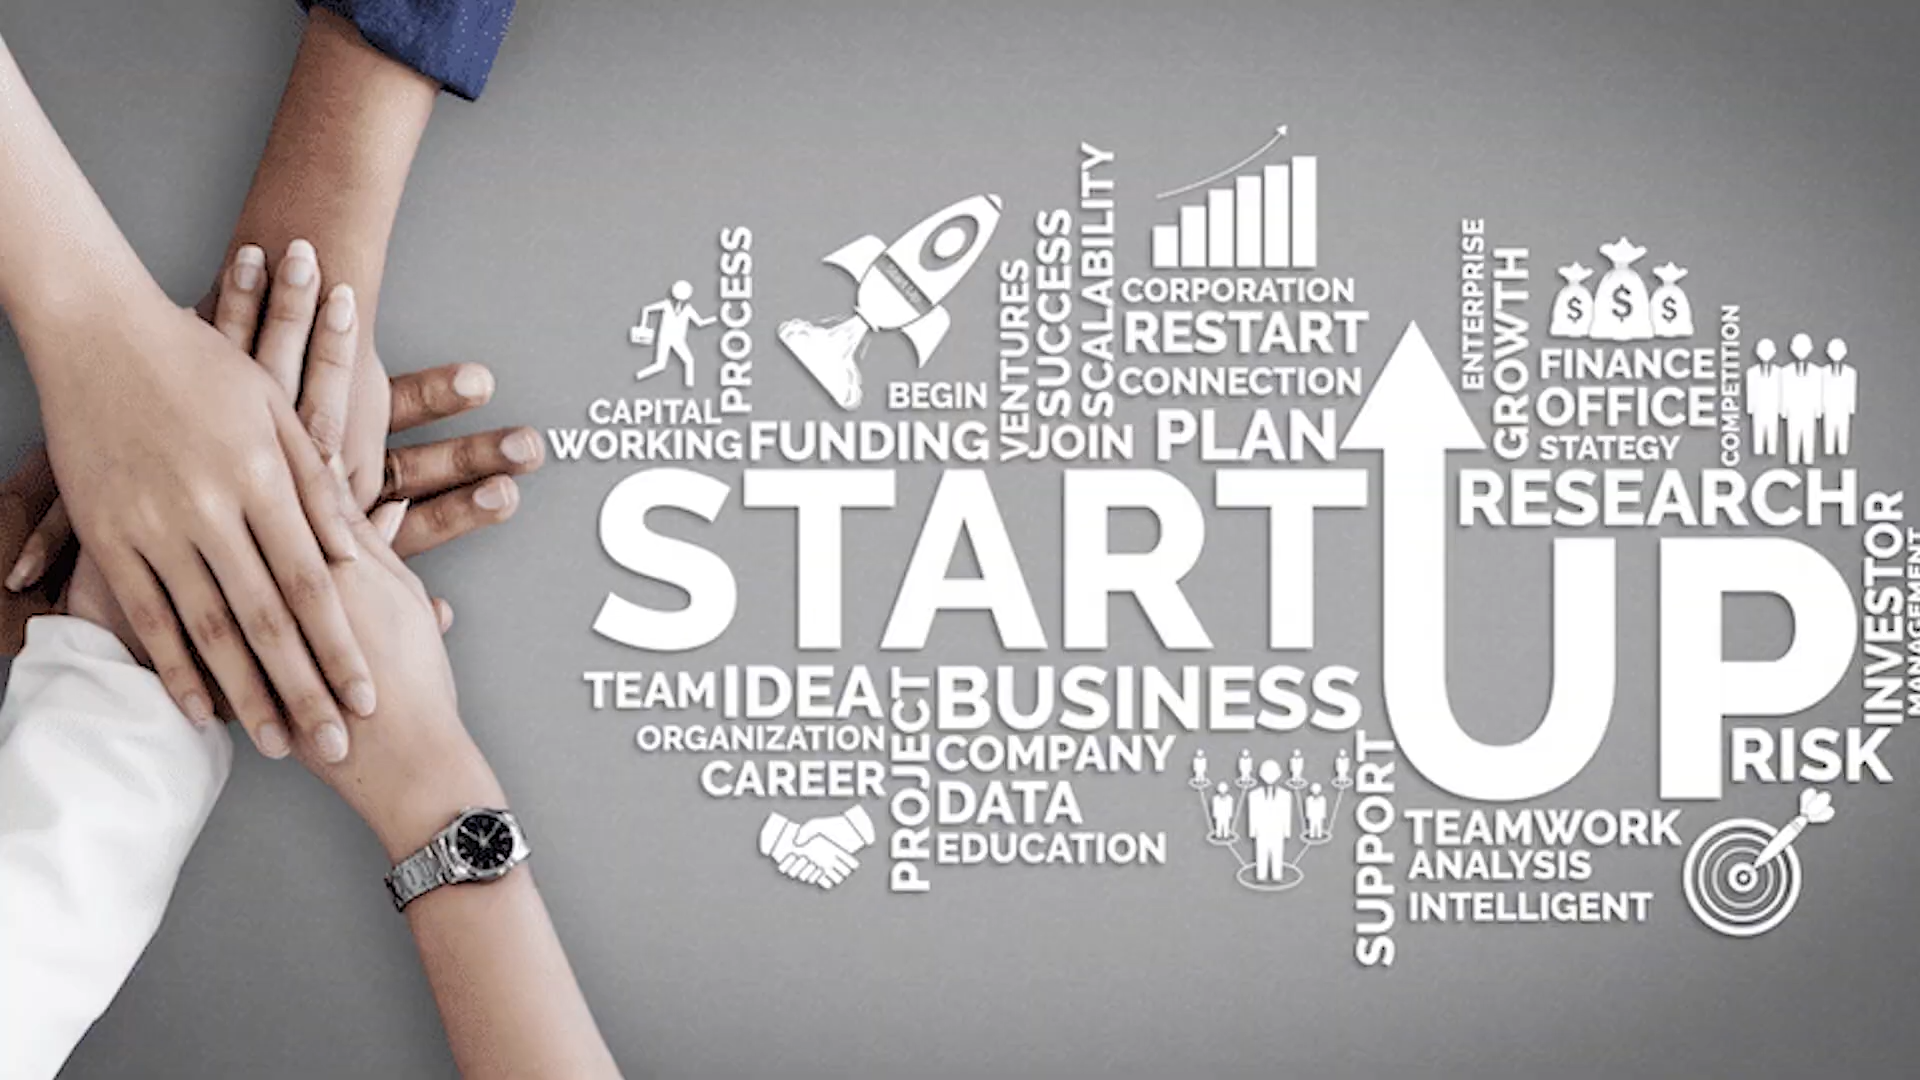 PROCESS
CAPITAL
WORKING
FUNDING
BEGIN
VENTURES
SUCCESS
SCALABILITY
JOIN
CORPORATION
RESTART
CONNECTION
PLAN
ENTERPRISE
GROWTH
$ $ $
FINANCE
OFFICE
STATEGY
COMPETITION
START UP
RESEARCH
INVESTOR
MANAGEMENT
RISK
TEAM IDEA
ORGANIZATION
CAREER
PROJECT
BUSINESS
COMPANY
DATA
EDUCATION
SUPPORT
TEAMWORK
ANALYSIS
INTELLIGENT